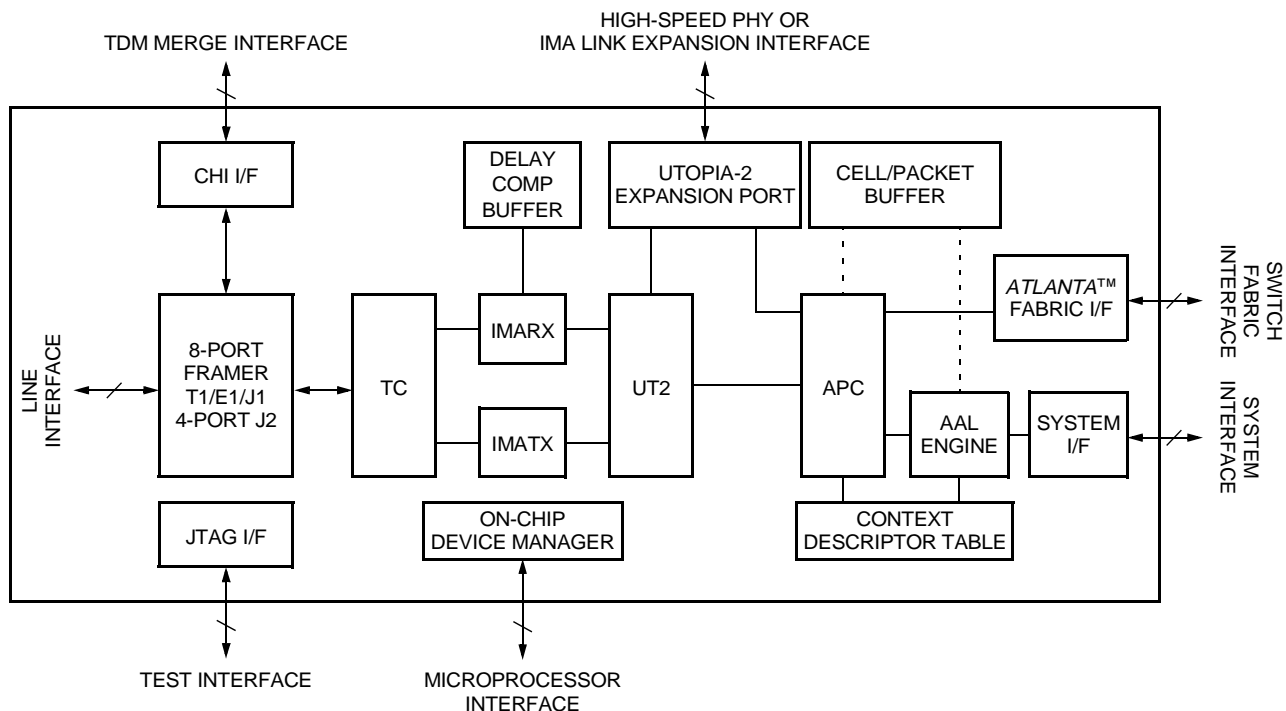 TDM MERGE INTERFACE
HIGH-SPEED PHY OR
IMA LINK EXPANSION INTERFACE
CHI I/F
DELAY
COMP
BUFFER
UTOPIA-2
EXPANSION PORT
CELL/PACKET
BUFFER
LINE
INTERFACE
8-PORT
FRAMER
T1/E1/J1
4-PORT J2
TC
IMARX
IMATX
UT2
APC
ATLANTA™
FABRIC I/F
SWITCH
FABRIC
INTERFACE
AAL
ENGINE
SYSTEM
I/F
SYSTEM
INTERFACE
JTAG I/F
ON-CHIP
DEVICE MANAGER
CONTEXT
DESCRIPTOR TABLE
TEST INTERFACE
MICROPROCESSOR
INTERFACE